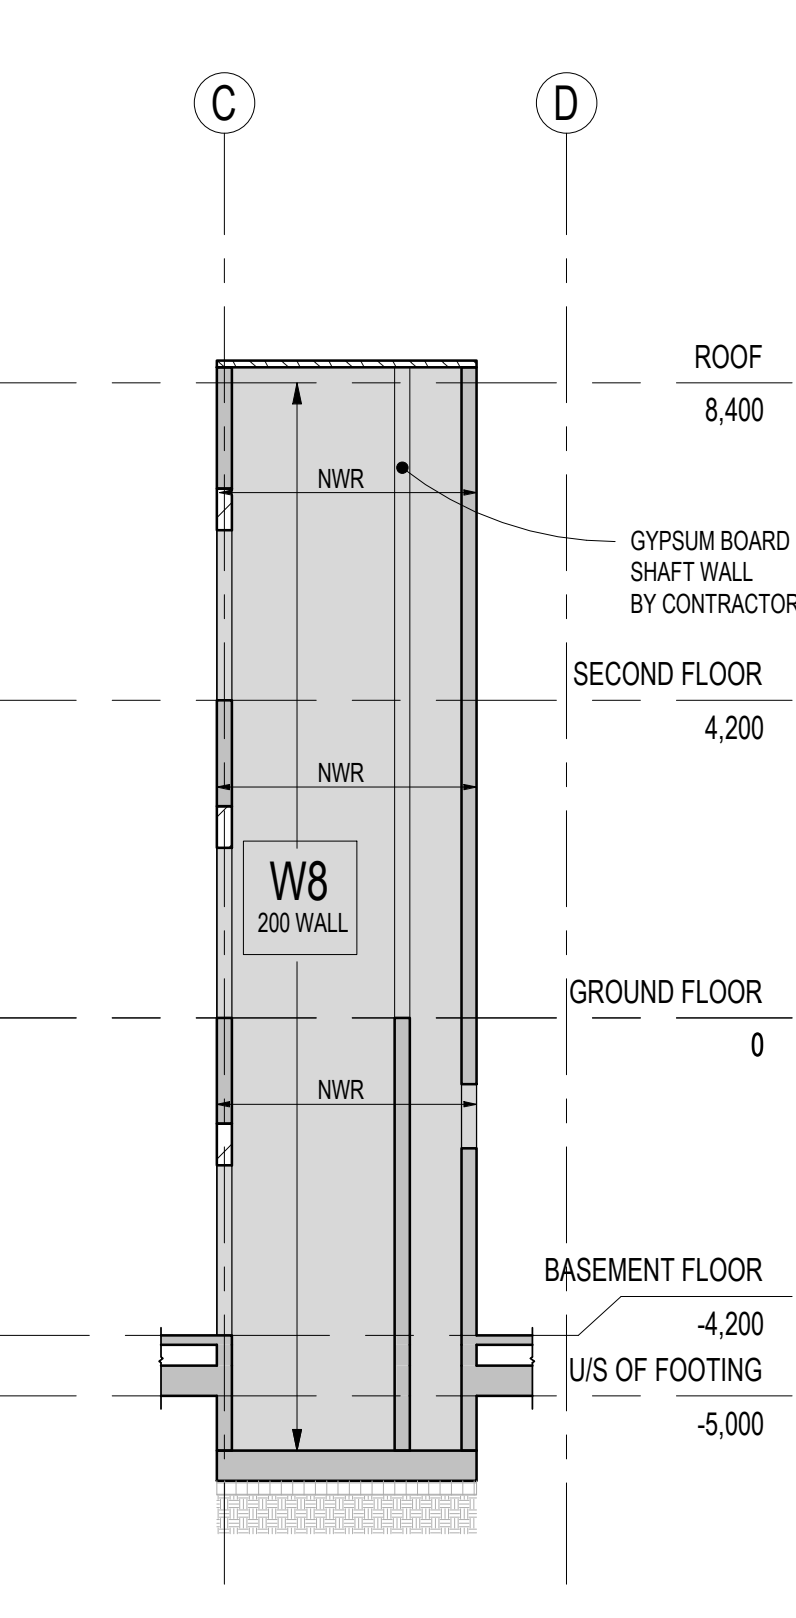 C
D
ROOF
8,400
NWR
GYPSUM BOARD
SHAFT WALL
BY CONTRACTOR
SECOND FLOOR
4,200
NWR
W8
200 WALL
GROUND FLOOR
0
NWR
BASEMENT FLOOR
-4,200
U/S OF FOOTING
-5,000